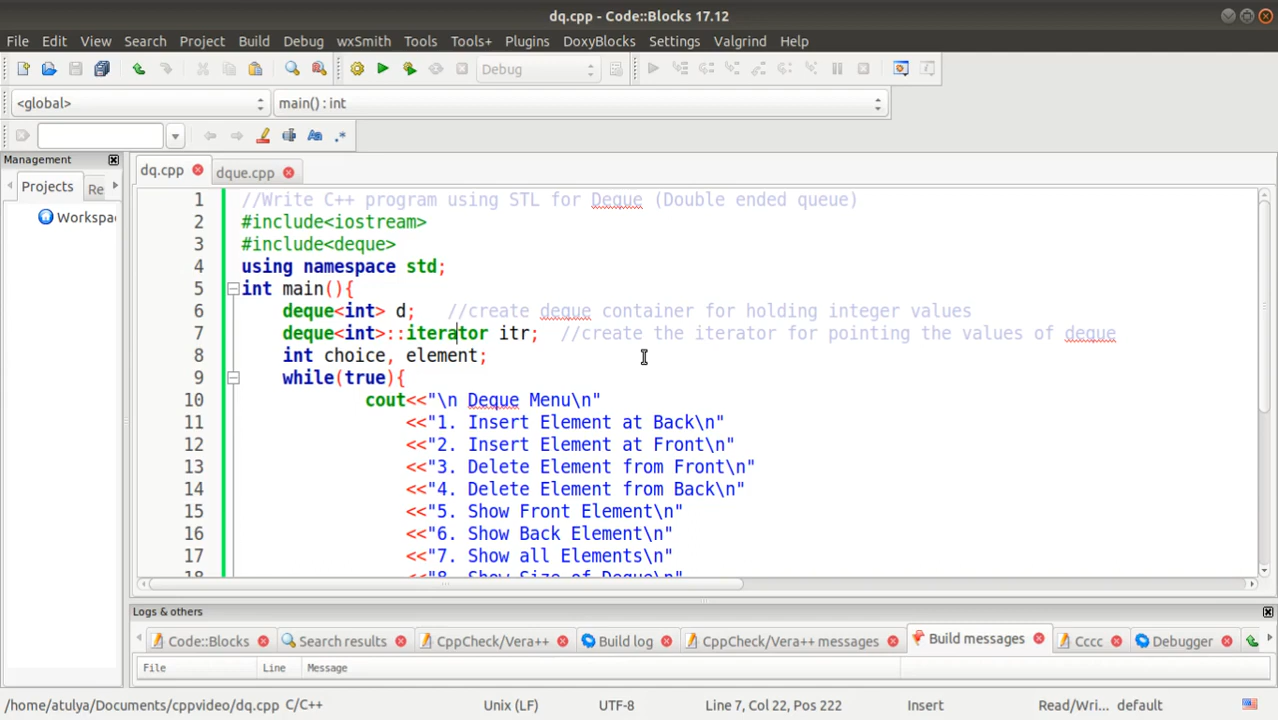 dq.cpp - Code::Blocks 17.12
File Edit View Search Project Build Debug wxSmith Tools Tools+ Plugins DoxyBlocks Settings Valgrind Help
Debug
<global> main() : int
Management
Projects Re
Workspa
dq.cpp dque.cpp
1 //Write C++ program using STL for Deque (Double ended queue)
2 #include<iostream>
3 #include<deque>
4 using namespace std;
5 int main(){
6 deque<int> d; //create deque container for holding integer values
7 deque<int>::iterator itr; //create the iterator for pointing the values of deque
8 int choice, element;
9 while(true){
10 cout<<"\n Deque Menu\n"
11 <<"1. Insert Element at Back\n"
12 <<"2. Insert Element at Front\n"
13 <<"3. Delete Element from Front\n"
14 <<"4. Delete Element from Back\n"
15 <<"5. Show Front Element\n"
16 <<"6. Show Back Element\n"
17 <<"7. Show all Elements\n"
18 <<"8. Show Size of Deque\n"
Logs & others
Code::Blocks Search results CppCheck/Vera++ Build log CppCheck/Vera++ messages Build messages Cccc Debugger
File Line Message
/home/atulya/Documents/cppvideo/dq.cpp C/C++ Unix (LF) UTF-8 Line 7, Col 22, Pos 222 Insert Read/Wri... default